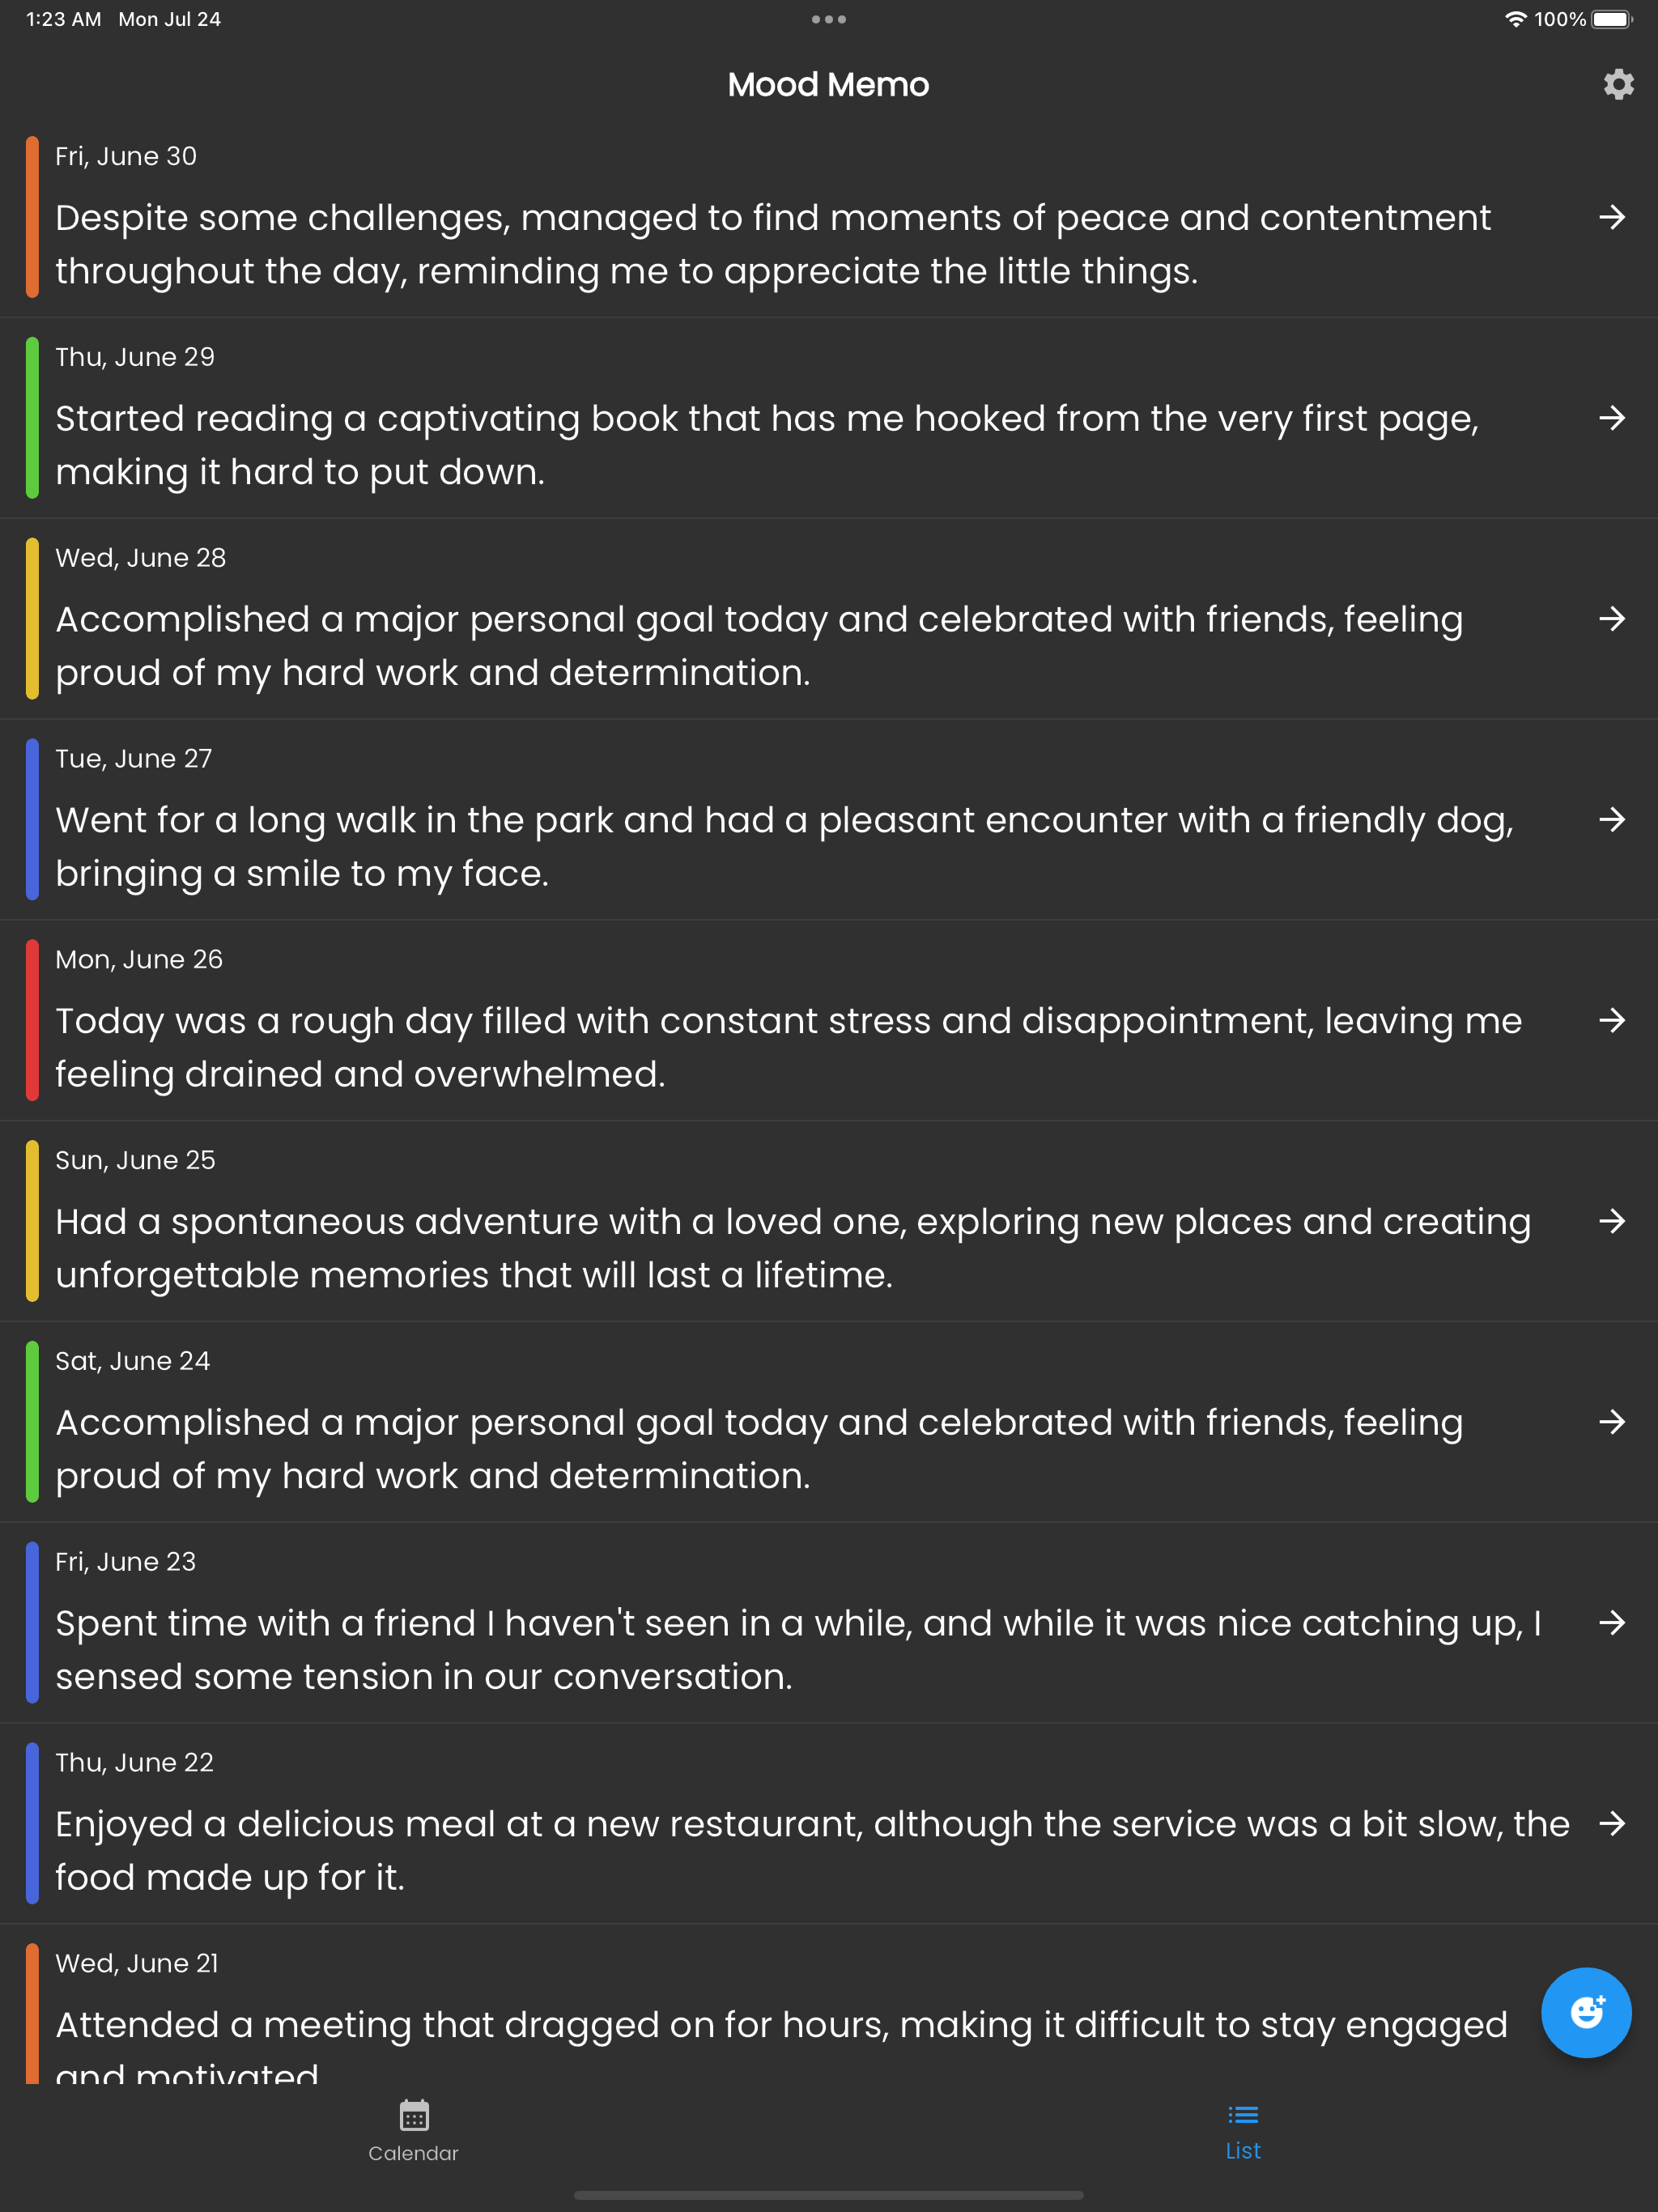 1:23 AM Mon Jul 24
100%
Mood Memo
Fri, June 30
Despite some challenges, managed to find moments of peace and contentment
throughout the day, reminding me to appreciate the little things.
Thu, June 29
Started reading a captivating book that has me hooked from the very first page,
making it hard to put down.
Wed, June 28
Accomplished a major personal goal today and celebrated with friends, feeling
proud of my hard work and determination.
Tue, June 27
Went for a long walk in the park and had a pleasant encounter with a friendly dog,
bringing a smile to my face.
Mon, June 26
Today was a rough day filled with constant stress and disappointment, leaving me
feeling drained and overwhelmed.
Sun, June 25
Had a spontaneous adventure with a loved one, exploring new places and creating
unforgettable memories that will last a lifetime.
Sat, June 24
Accomplished a major personal goal today and celebrated with friends, feeling
proud of my hard work and determination.
Fri, June 23
Spent time with a friend I haven't seen in a while, and while it was nice catching up, I
sensed some tension in our conversation.
Thu, June 22
Enjoyed a delicious meal at a new restaurant, although the service was a bit slow, the
food made up for it.
Wed, June 21
Attended a meeting that dragged on for hours, making it difficult to stay engaged
and motivated
Calendar
List